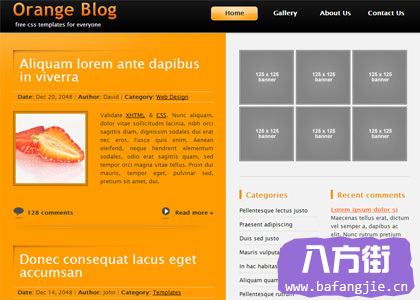 Orange Blog
free css templates for everyone
Home
Gallery
About Us
Contact Us
Aliquam lorem ante dapibus
in viverra
Date: Dec 20, 2048 | Author: David | Category: Web Design
Validate XHTML & CSS. Nunc aliquam,
dolor vitae sollicitudin lacinia, nibh orci
sagittis diam, dignissim sodales dui erat
nec eros. Fusce quis enim. Aenean
eleifend, neque hendrerit elementum
sodales, odio erat sagittis quam, sed
tempor orci magna vitae tellus. Proin dui
mauris, tempor eget, pulvinar sed,
pretium sit amet, dui.
128 comments
Read more »
Donec consequat lacus eget
accumsan
Date: Dec 14, 2048 | Author: John | Category: Templates
125 x 125
banner
125 x 125
banner
125 x 125
banner
125 x 125
banner
125 x 125
banner
125 x 125
banner
Categories
Pellentesque lectus justo
Praesent adipiscing
Duis sed justo
Mauris vulputa
In hac habitas
Aliquam quam
Pellentesque
Recent comments
Lorem ipsum dolor si
Maecenas tellus erat, dictum
vel semper a, dapibus ac elit.
Nunc rutrum pretium
八方街
www.bafangjie.cn